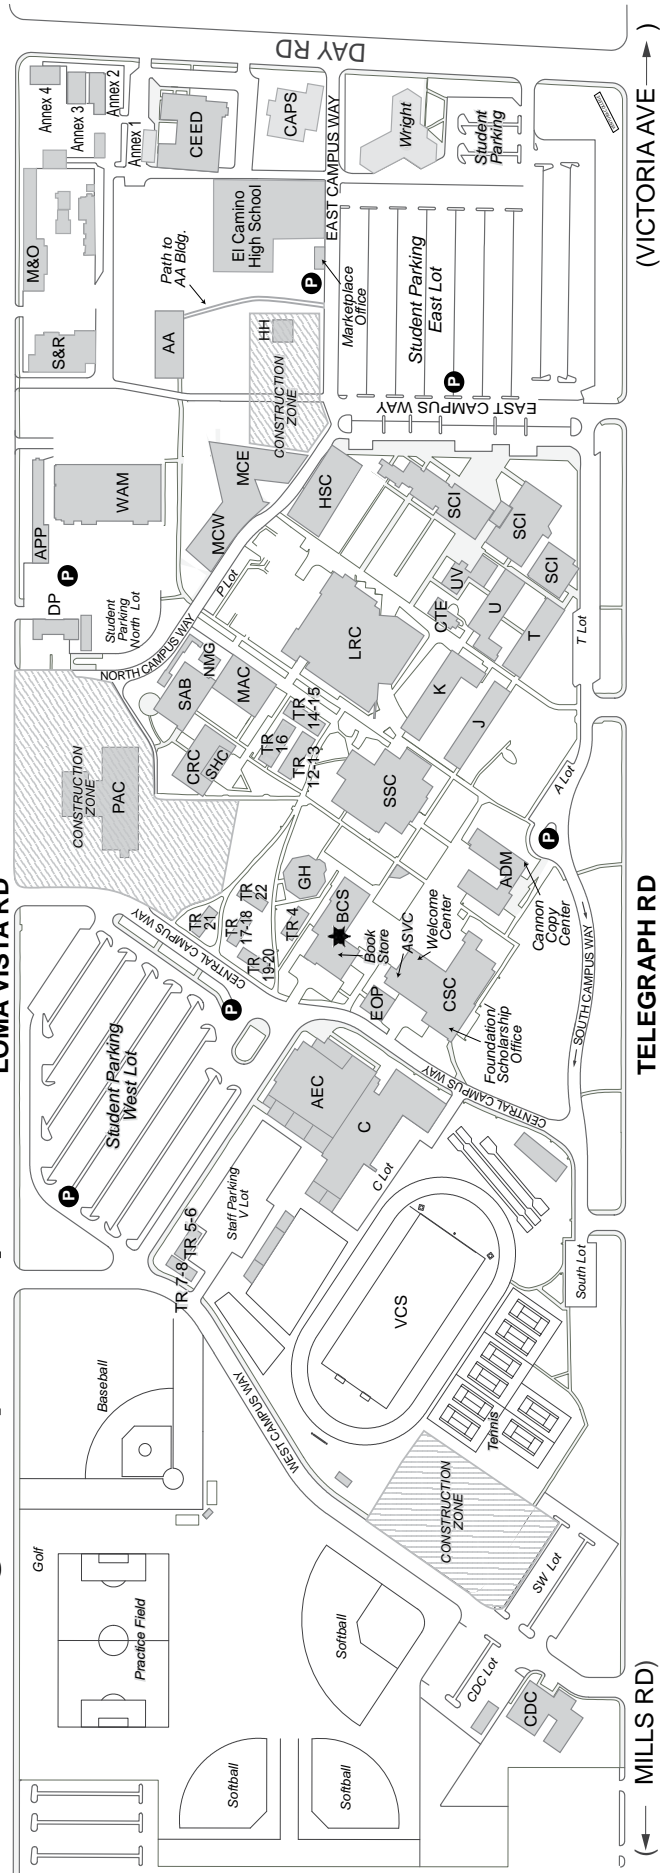 DAY RD
(VICTORIA AVE → )
Annex 4
Annex 3
Annex 2
Annex 1
CEED
CAPS
EAST CAMPUS WAY
Wright
Student
Parking
M&O
El Camino
High School
Path to
AA Bldg.
P
Marketplace
Office
Student Parking
East Lot
P
S&R
AA
HH
CONSTRUCTION
ZONE
EAST CAMPUS WAY
APP
WAM
MCE
MCW
HSC
SCI
SCI
SCI
P
DP
Student
Parking
North Lot
P Lot
NORTH CAMPUS WAY
SAB
NMG
MAC
LRC
UV
CTE
U
T
T Lot
K
J
CONSTRUCTION
ZONE
PAC
CRC
SHC
TR
16
TR
14-15
TR
12-13
SSC
A Lot
P
ADM
Cannon
Copy
Center
LOMA VISTA RD
TELEGRAPH RD
TR
21
TR
22
TR
17-18
TR
19-20
TR 4
GH
BCS
Book
Store
ASVC
Welcome
Center
EOP
CSC
Foundation/
Scholarship
Office
CENTRAL CAMPUS WAY
P
SOUTH CAMPUS WAY
CENTRAL CAMPUS WAY
Student Parking
West Lot
P
AEC
C
C Lot
Staff Parking
V Lot
TR 5-6
TR 7-8
VCS
South Lot
Tennis
Baseball
WEST CAMPUS WAY
CONSTRUCTION
ZONE
SW Lot
CDC Lot
CDC
Golf
Practice Field
Softball
Softball
Softball
(← MILLS RD)